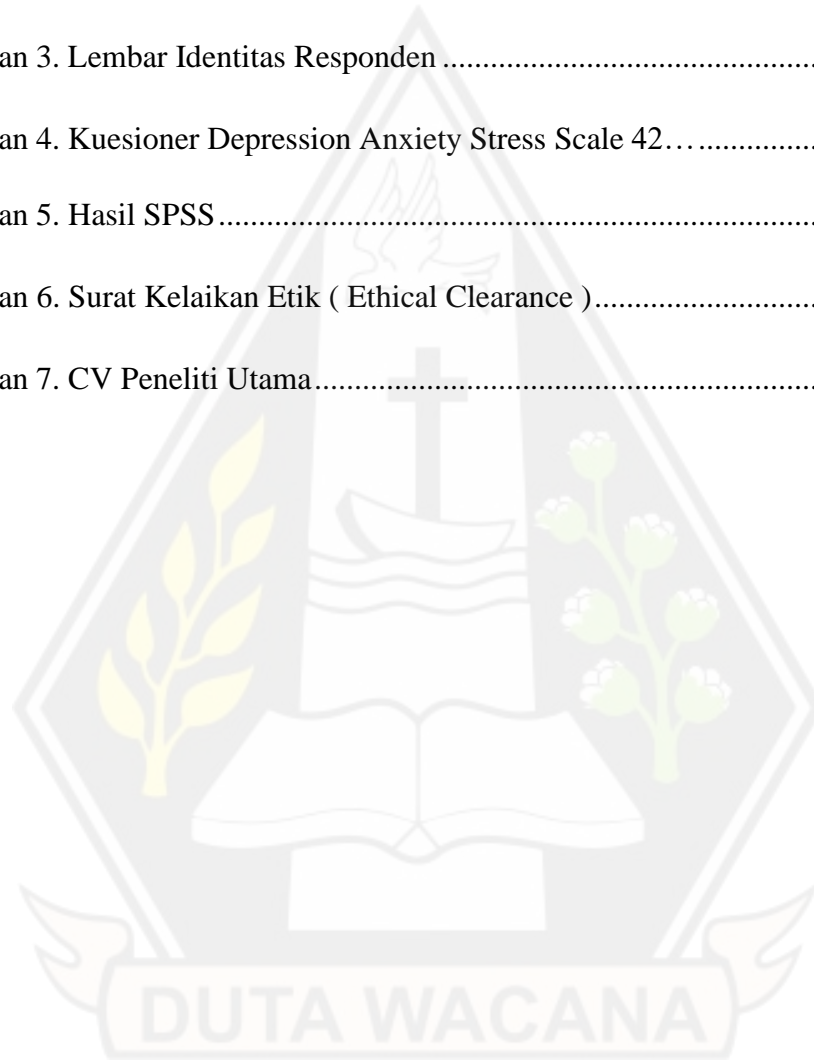 an 3. Lembar Identitas Responden ..............................................
an 4. Kuesioner Depression Anxiety Stress Scale 42…...............
an 5. Hasil SPSS...........................................................................
an 6. Surat Kelaikan Etik ( Ethical Clearance )............................
an 7. CV Peneliti Utama...............................................................
DUTA WACANA